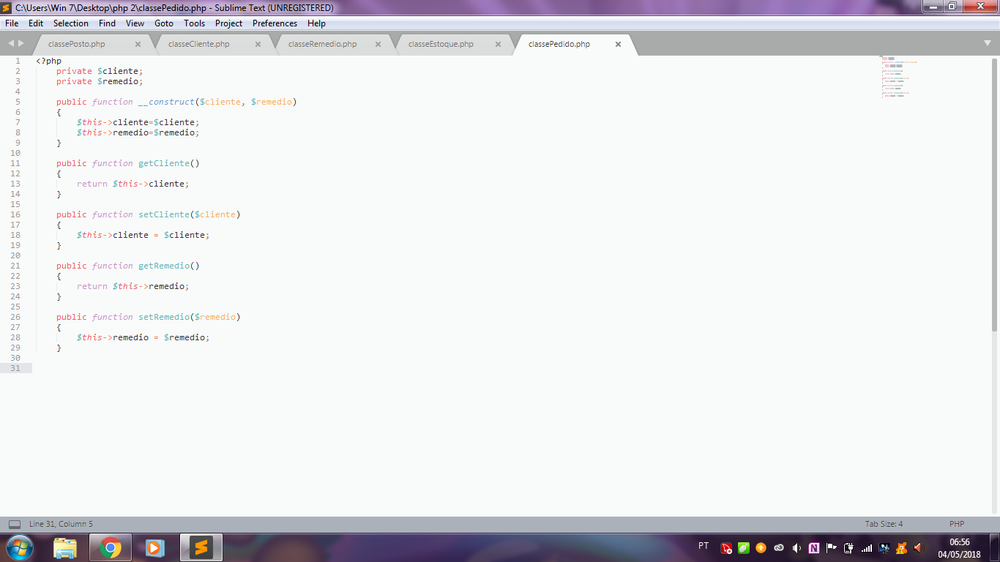 C:\Users\Win 7\Desktop\php 2\classePedido.php - Sublime Text (UNREGISTERED)
File Edit Selection Find View Goto Tools Project Preferences Help
classePosto.php classeCliente.php classeRemedio.php classeEstoque.php classePedido.php
1 <?php
2 private $cliente;
3 private $remedio;
4
5 public function __construct($cliente, $remedio)
6 {
7 $this->cliente=$cliente;
8 $this->remedio=$remedio;
9 }
10
11 public function getCliente()
12 {
13 return $this->cliente;
14 }
15
16 public function setCliente($cliente)
17 {
18 $this->cliente = $cliente;
19 }
20
21 public function getRemedio()
22 {
23 return $this->remedio;
24 }
25
26 public function setRemedio($remedio)
27 {
28 $this->remedio = $remedio;
29 }
30
31
Line 31, Column 5 Tab Size: 4 PHP
PT 06:56
04/05/2018